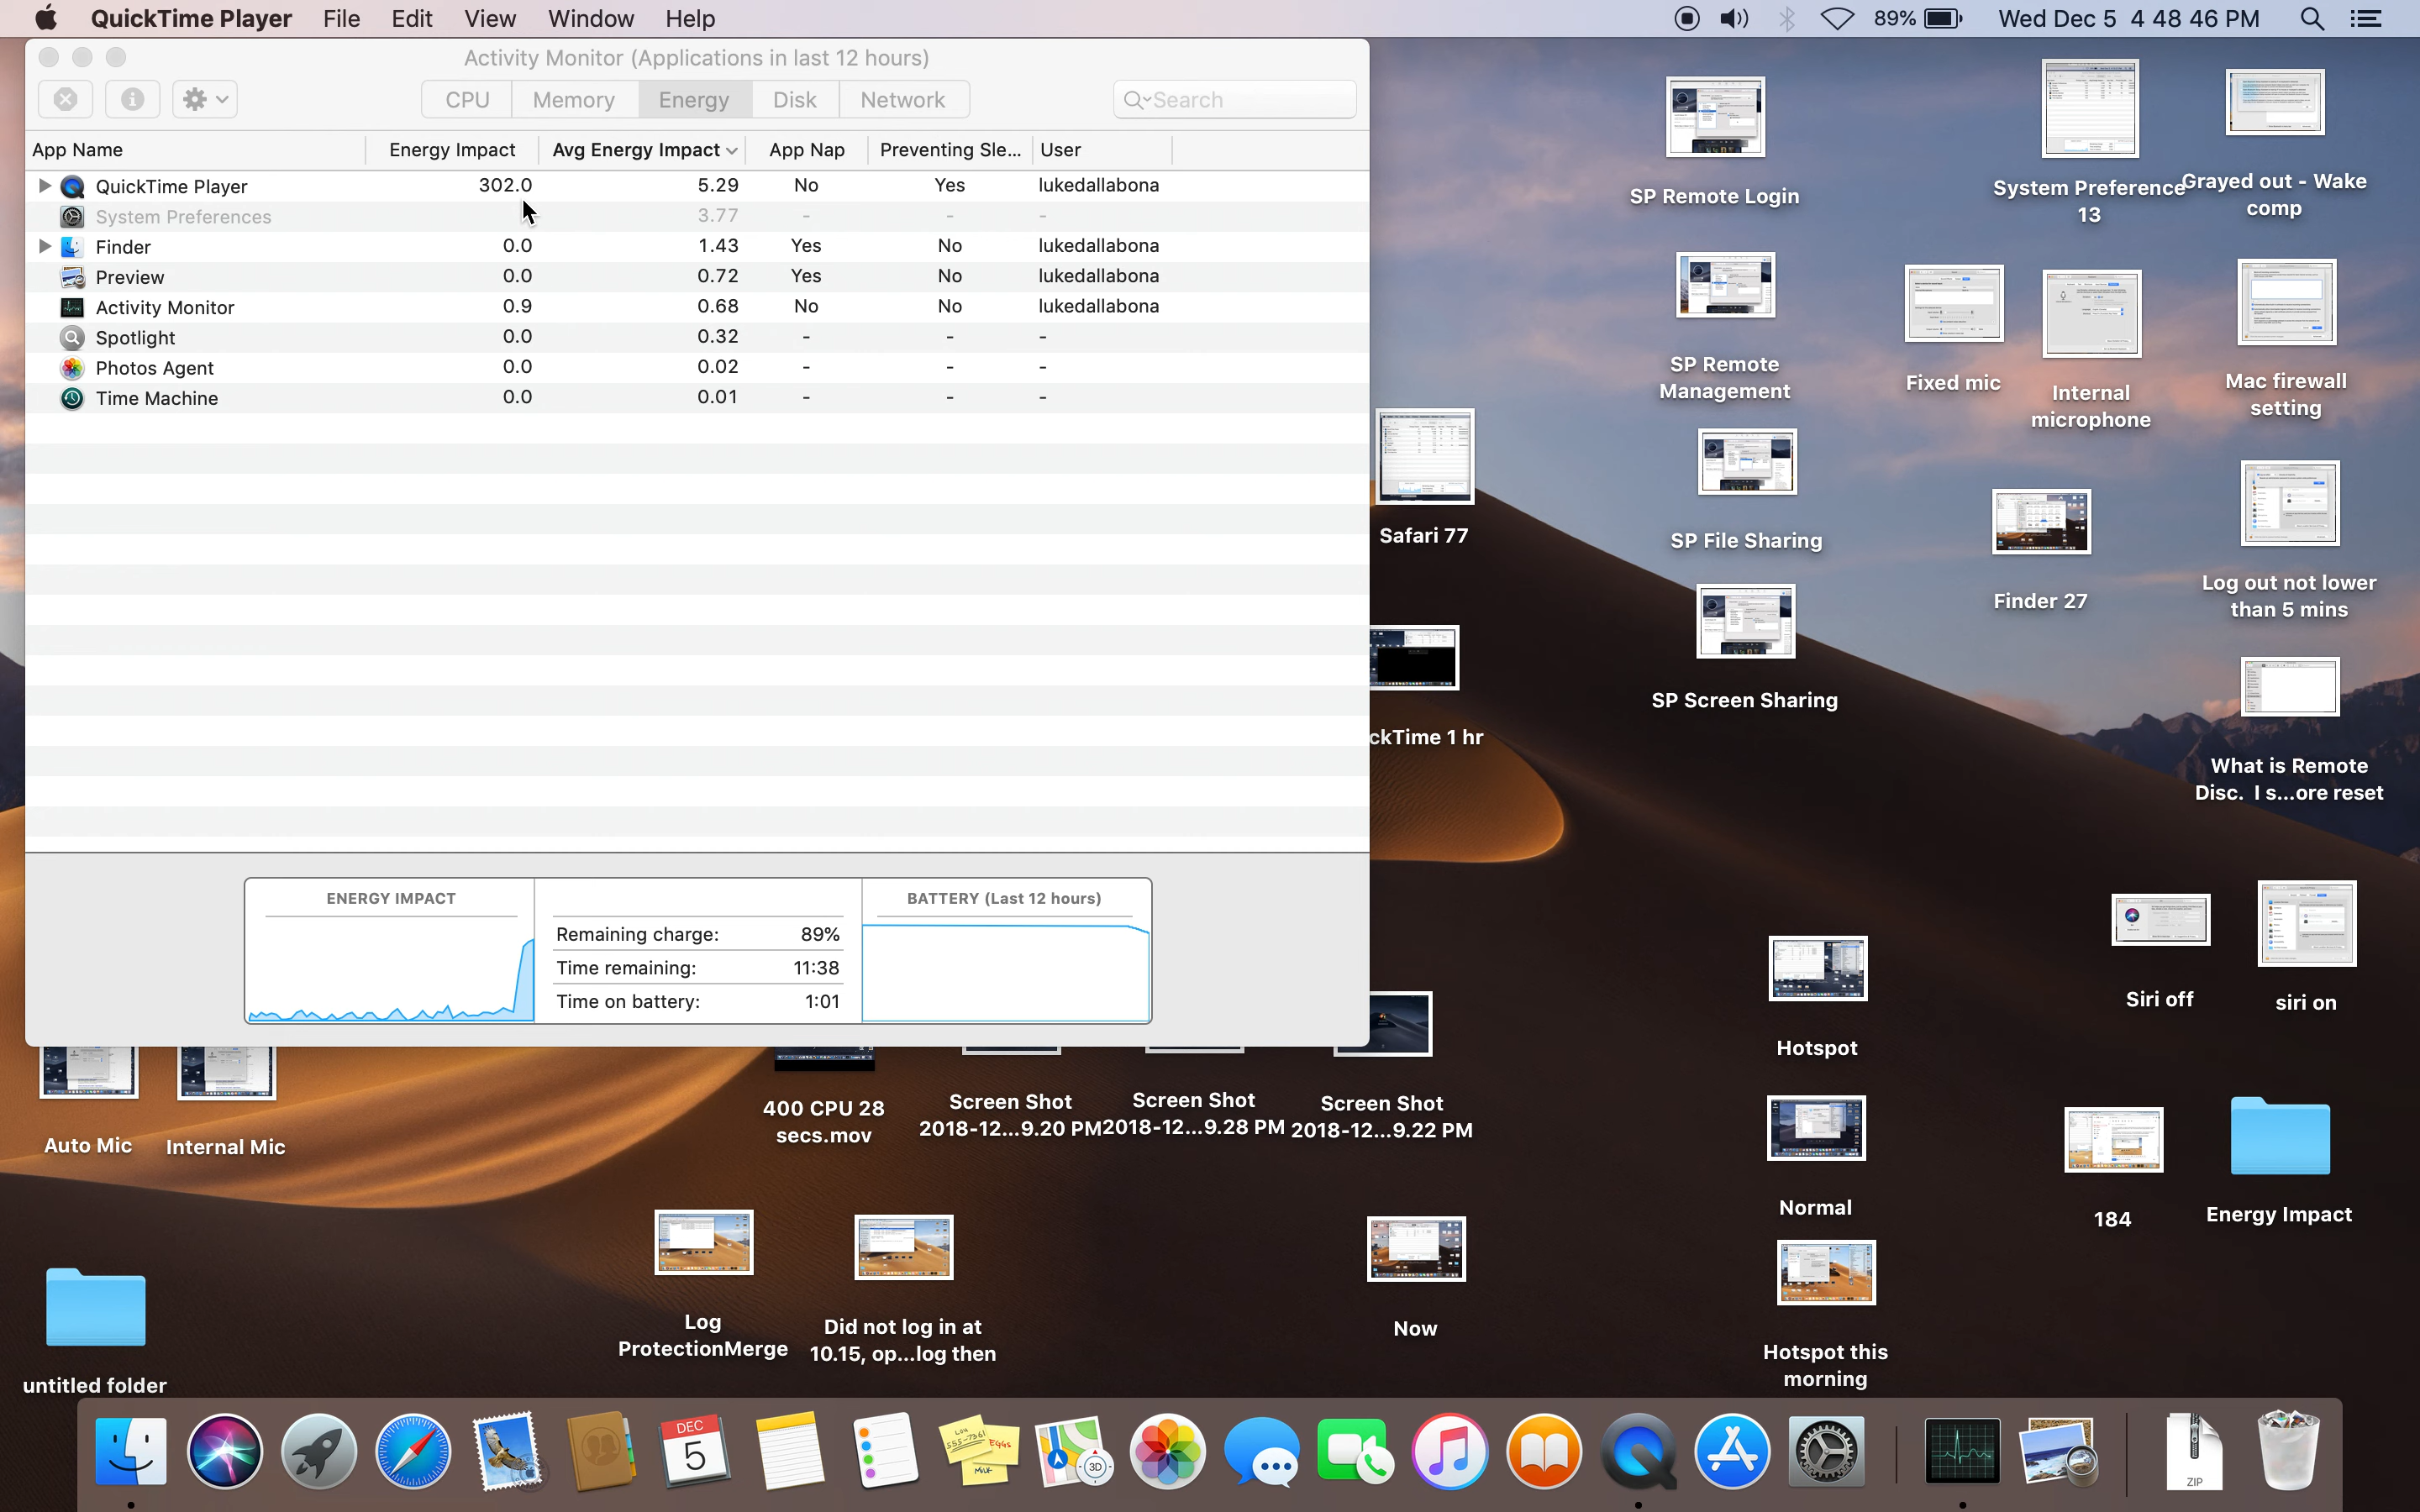 QuickTime Player File Edit View Window Help 89% Wed Dec 5 4 48 46 PM
Activity Monitor (Applications in last 12 hours)
CPU Memory Energy Disk Network Search
App Name Energy Impact Avg Energy Impact App Nap Preventing Sle... User
QuickTime Player 302.0 5.29 No Yes lukedallabona
System Preferences 3.77 - - -
Finder 0.0 1.43 Yes No lukedallabona
Preview 0.0 0.72 Yes No lukedallabona
Activity Monitor 0.9 0.68 No No lukedallabona
Spotlight 0.0 0.32 - - -
Photos Agent 0.0 0.02 - - -
Time Machine 0.0 0.01 - - -
ENERGY IMPACT
Remaining charge: 89%
Time remaining: 11:38
Time on battery: 1:01
BATTERY (Last 12 hours)
SP Remote Login
System Preference
13
Grayed out - Wake
comp
SP Remote
Management
Fixed mic
Internal
microphone
Mac firewall
setting
Safari 77
SP File Sharing
Finder 27
Log out not lower
than 5 mins
SP Screen Sharing
ckTime 1 hr
What is Remote
Disc. I s...ore reset
Siri off
siri on
Hotspot
Auto Mic
Internal Mic
400 CPU 28
secs.mov
Screen Shot
2018-12...9.20 PM
Screen Shot
2018-12...9.28 PM
Screen Shot
2018-12...9.22 PM
Normal
184
Energy Impact
Log
ProtectionMerge
Did not log in at
10.15, op...log then
Now
Hotspot this
morning
untitled folder
DEC
5
555-7361
EGGS
MILK
3D
ZIP